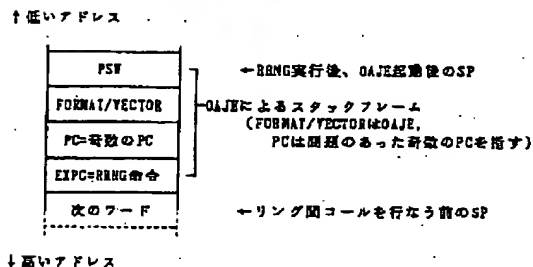 ↑低いアドレス
PSW
←RRNG実行後、OAJE起動後のSP
FORMAT/VECTOR
←OAJEによるスタックフレーム
(FORMAT/VECTORはOAJE,
PC=奇数のPC
PCは問題のあった奇数のPCを指す)
EXPC=RRNG命令
次のワード
←リング間コールを行なう前のSP
↓高いアドレス